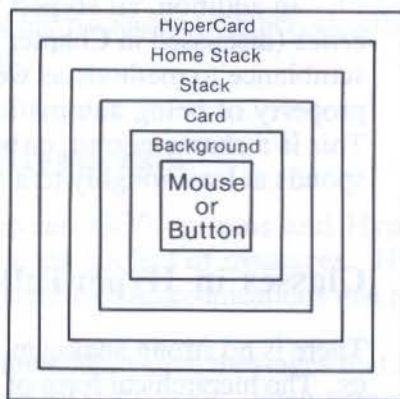 HyperCard
Home Stack
Stack
Card
Background
Mouse
or
Button